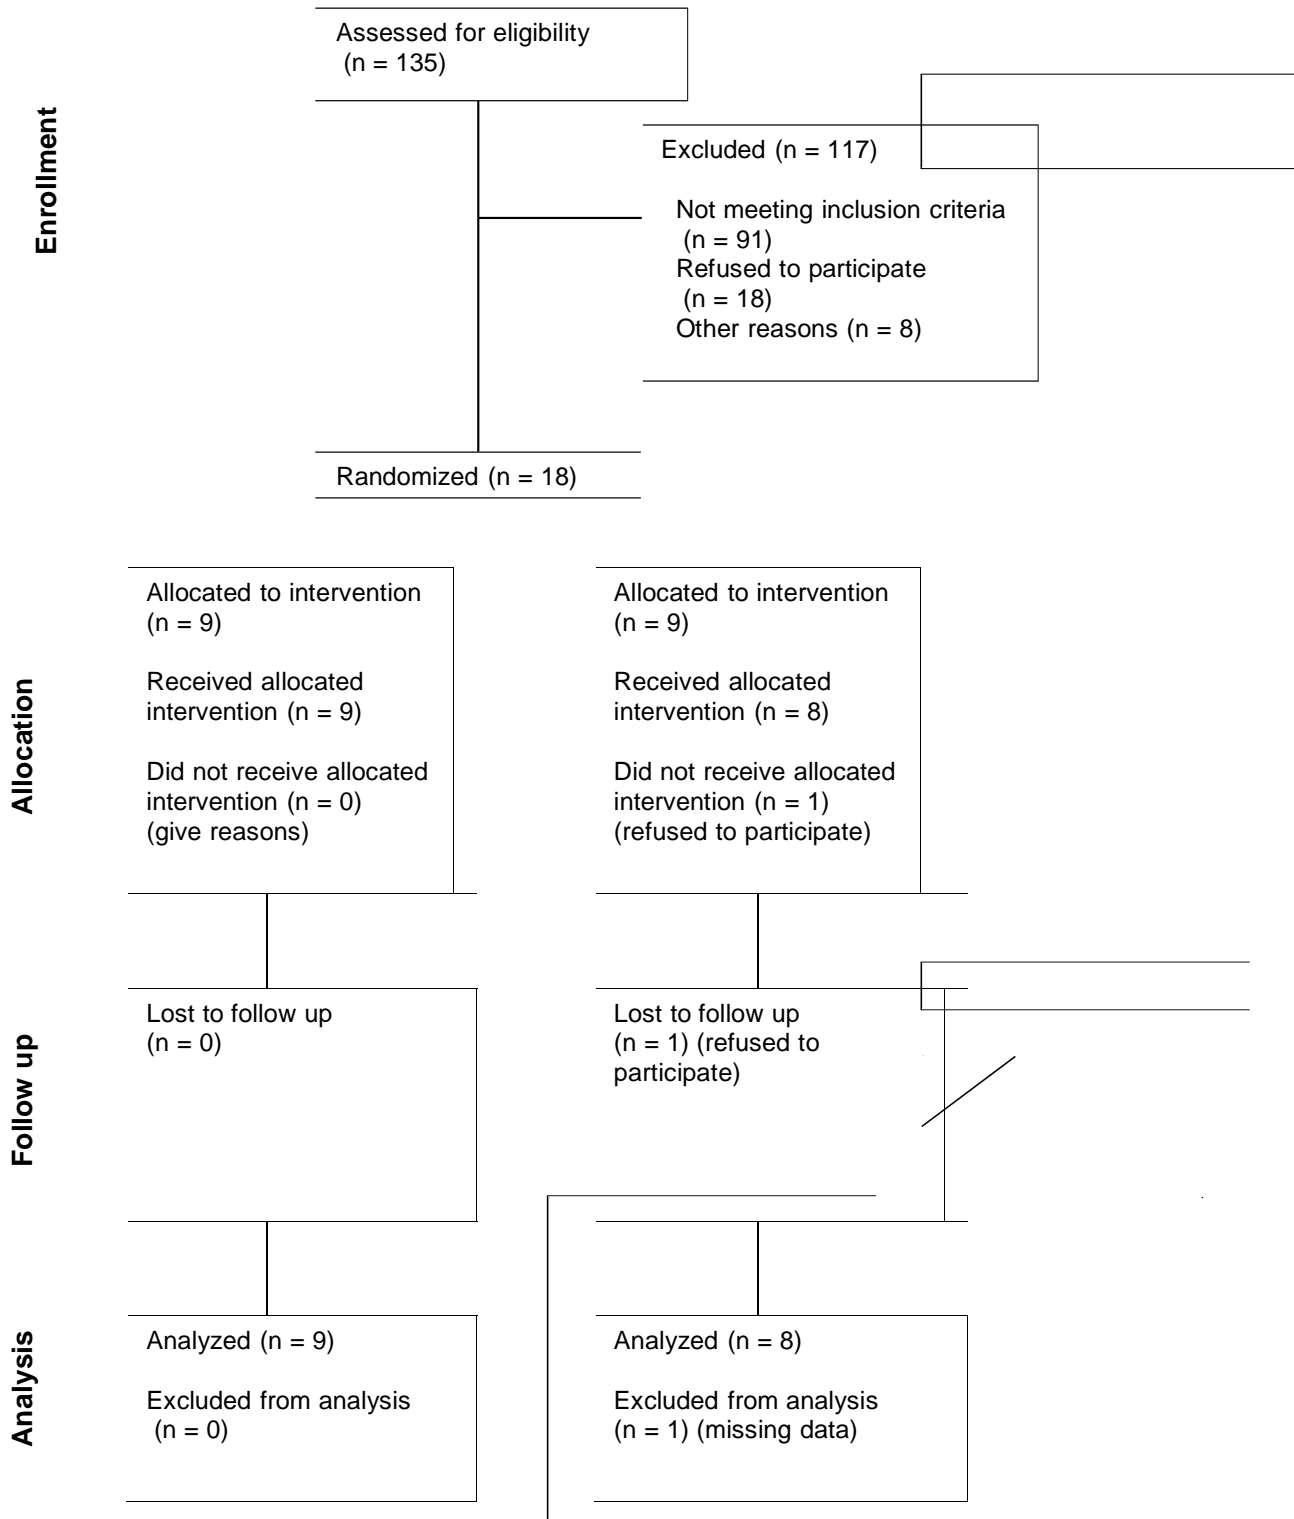 Enrollment
Assessed for eligibility
(n = 135)
Excluded (n = 117)
Not meeting inclusion criteria
(n = 91)
Refused to participate
(n = 18)
Other reasons (n = 8)
Randomized (n = 18)
Allocation
Allocated to intervention
(n = 9)
Received allocated
intervention (n = 9)
Did not receive allocated
intervention (n = 0)
(give reasons)
Allocated to intervention
(n = 9)
Received allocated
intervention (n = 8)
Did not receive allocated
intervention (n = 1)
(refused to participate)
Follow up
Lost to follow up
(n = 0)
Lost to follow up
(n = 1) (refused to
participate)
Analysis
Analyzed (n = 9)
Excluded from analysis
(n = 0)
Analyzed (n = 8)
Excluded from analysis
(n = 1) (missing data)